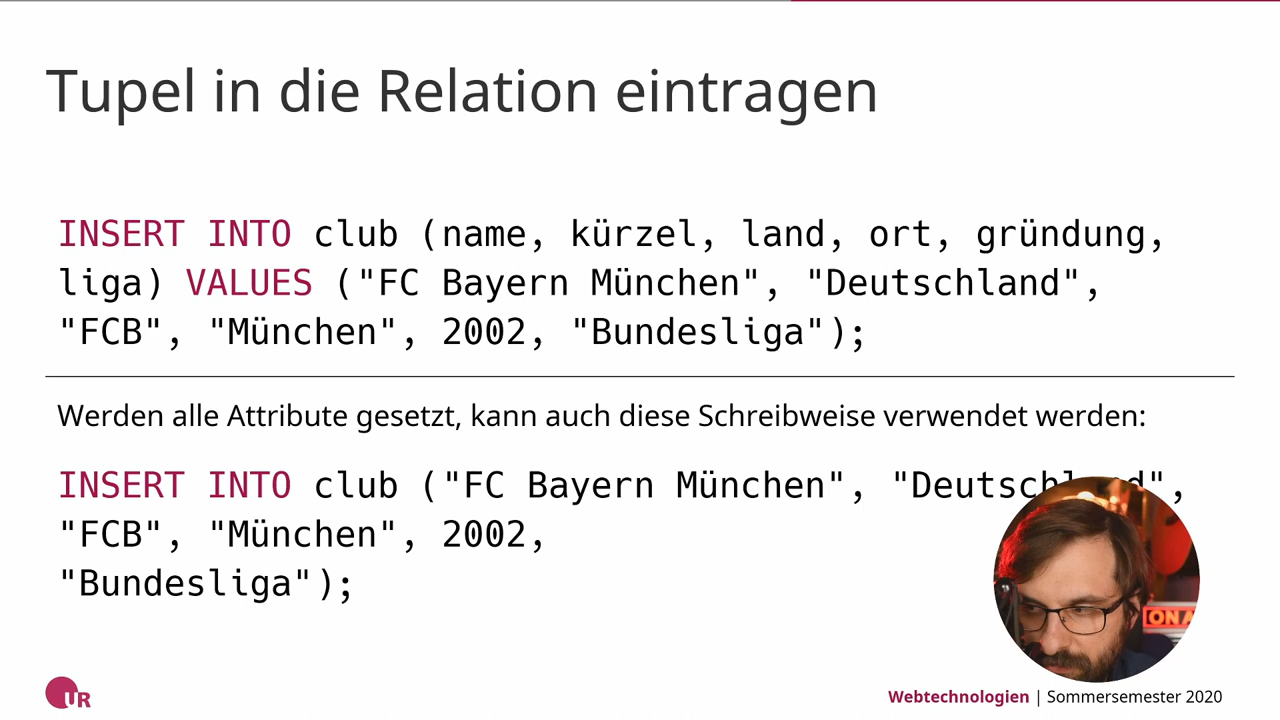 Tupel in die Relation eintragen
INSERT INTO club (name, kürzel, land, ort, gründung,
liga) VALUES ("FC Bayern München", "Deutschland",
"FCB", "München", 2002, "Bundesliga");
Werden alle Attribute gesetzt, kann auch diese Schreibweise verwendet werden:
INSERT INTO club ("FC Bayern München", "Deutschland",
"FCB", "München", 2002,
"Bundesliga");
ON A
UR
Webtechnologien | Sommersemester 2020